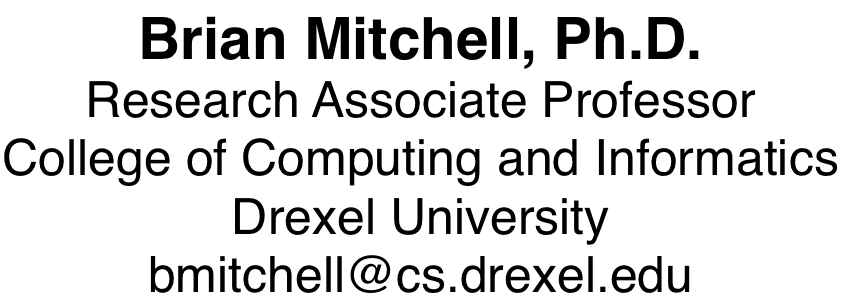 Brian Mitchell, Ph.D.
Research Associate Professor
College of Computing and Informatics
Drexel University
bmitchell@cs.drexel.edu